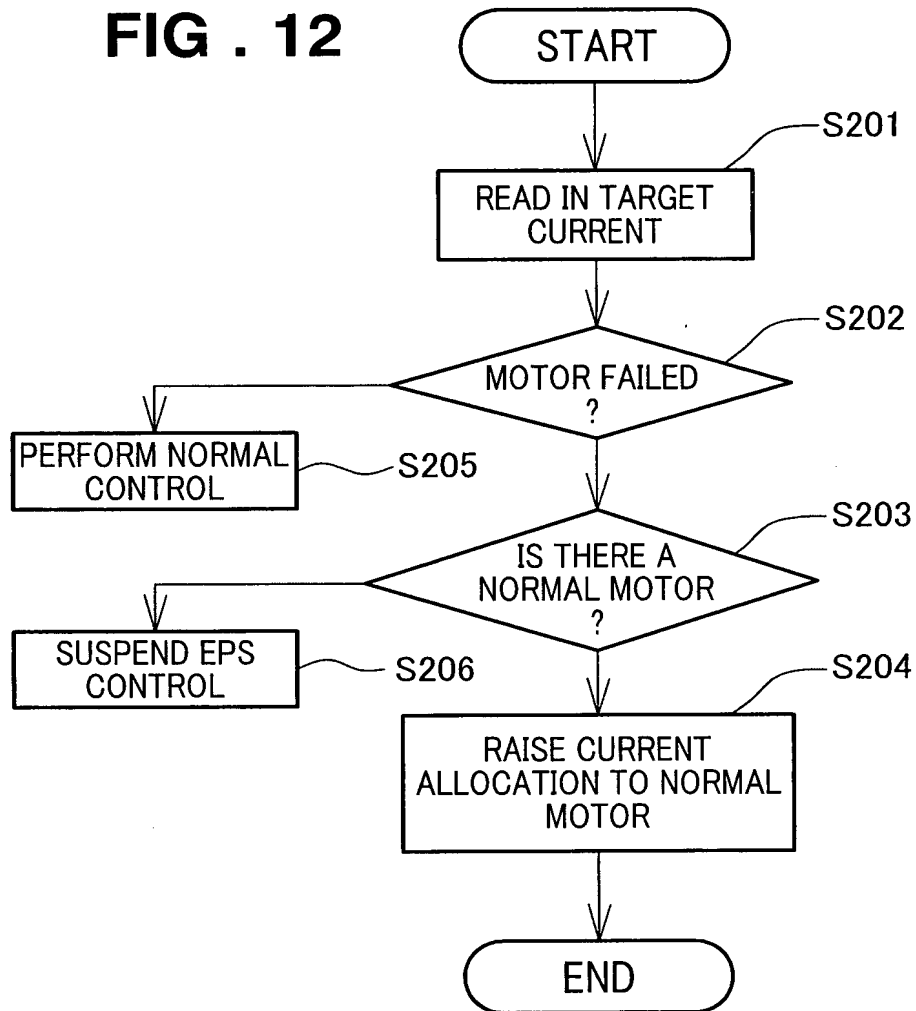 FIG . 12
START
S201
READ IN TARGET
CURRENT
S202
MOTOR FAILED
?
PERFORM NORMAL
CONTROL
S205
S203
IS THERE A
NORMAL MOTOR
?
SUSPEND EPS
CONTROL
S206
S204
RAISE CURRENT
ALLOCATION TO NORMAL
MOTOR
END